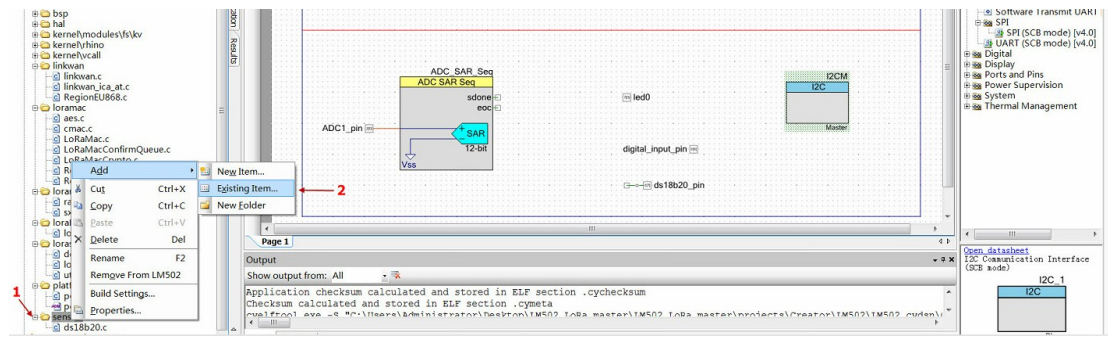 bsp
hal
kernel\modules\fs\kv
kernel\rhino
kernel\vcall
linkwan
linkwan.c
linkwan_ica_at.c
RegionEU868.c
loramac
aes.c
cmac.c
LoRaMac.c
LoRaMacConfirmQueue.c
LoRaMacCrypto.c
Add
Cut Ctrl+X
Copy Ctrl+C
Paste Ctrl+V
Delete Del
Rename F2
Remove From LM502
Build Settings...
Properties...
New Item...
Existing Item...
New Folder
1
2
ds18b20.c
Results
ADC_SAR_Seq
ADC SAR Seq
sdone
eoc
SAR
12-bit
Vss
ADC1_pin
led0
digital_input_pin
ds18b20_pin
I2CM
I2C
Master
Page 1
Output
Show output from: All
Application checksum calculated and stored in ELF section .cychecksum
Checksum calculated and stored in ELF section .cymeta
Software Transmit UART
SPI
SPI (SCB mode) [v4.0]
UART (SCB mode) [v4.0]
Digital
Display
Ports and Pins
Power Supervision
System
Thermal Management
Open datasheet
I2C Communication Interface
(SCB mode)
I2C_1
I2C